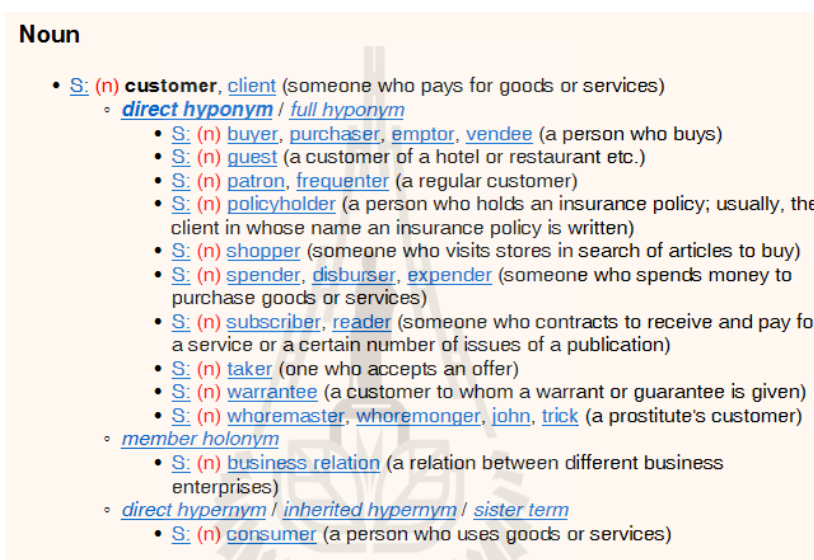 Noun
• S: (n) customer, client (someone who pays for goods or services)
◦ direct hyponym / full hyponym
• S: (n) buyer, purchaser, emptor, vendee (a person who buys)
• S: (n) guest (a customer of a hotel or restaurant etc.)
• S: (n) patron, frequenter (a regular customer)
• S: (n) policyholder (a person who holds an insurance policy; usually, the
client in whose name an insurance policy is written)
• S: (n) shopper (someone who visits stores in search of articles to buy)
• S: (n) spender, disburser, expender (someone who spends money to
purchase goods or services)
• S: (n) subscriber, reader (someone who contracts to receive and pay fo
a service or a certain number of issues of a publication)
• S: (n) taker (one who accepts an offer)
• S: (n) warrantee (a customer to whom a warrant or guarantee is given)
• S: (n) whoremaster, whoremonger, john, trick (a prostitute's customer)
◦ member holonym
• S: (n) business relation (a relation between different business
enterprises)
◦ direct hypernym / inherited hypernym / sister term
• S: (n) consumer (a person who uses goods or services)